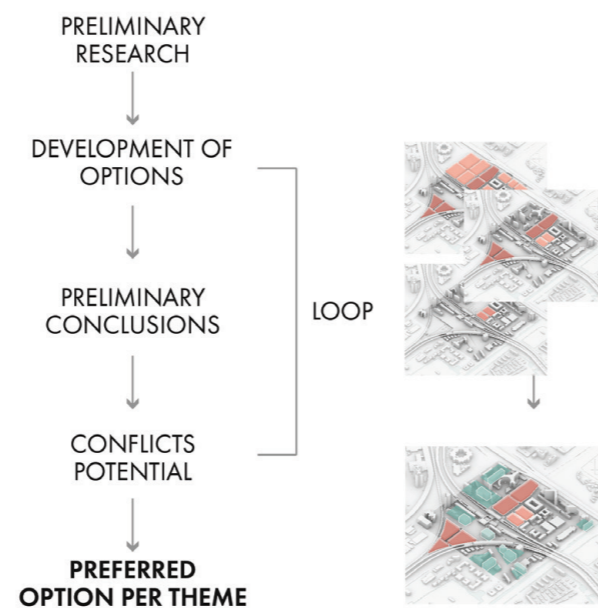 PRELIMINARY
RESEARCH
DEVELOPMENT OF
OPTIONS
PRELIMINARY
CONCLUSIONS
LOOP
CONFLICTS
POTENTIAL
PREFERRED
OPTION PER THEME